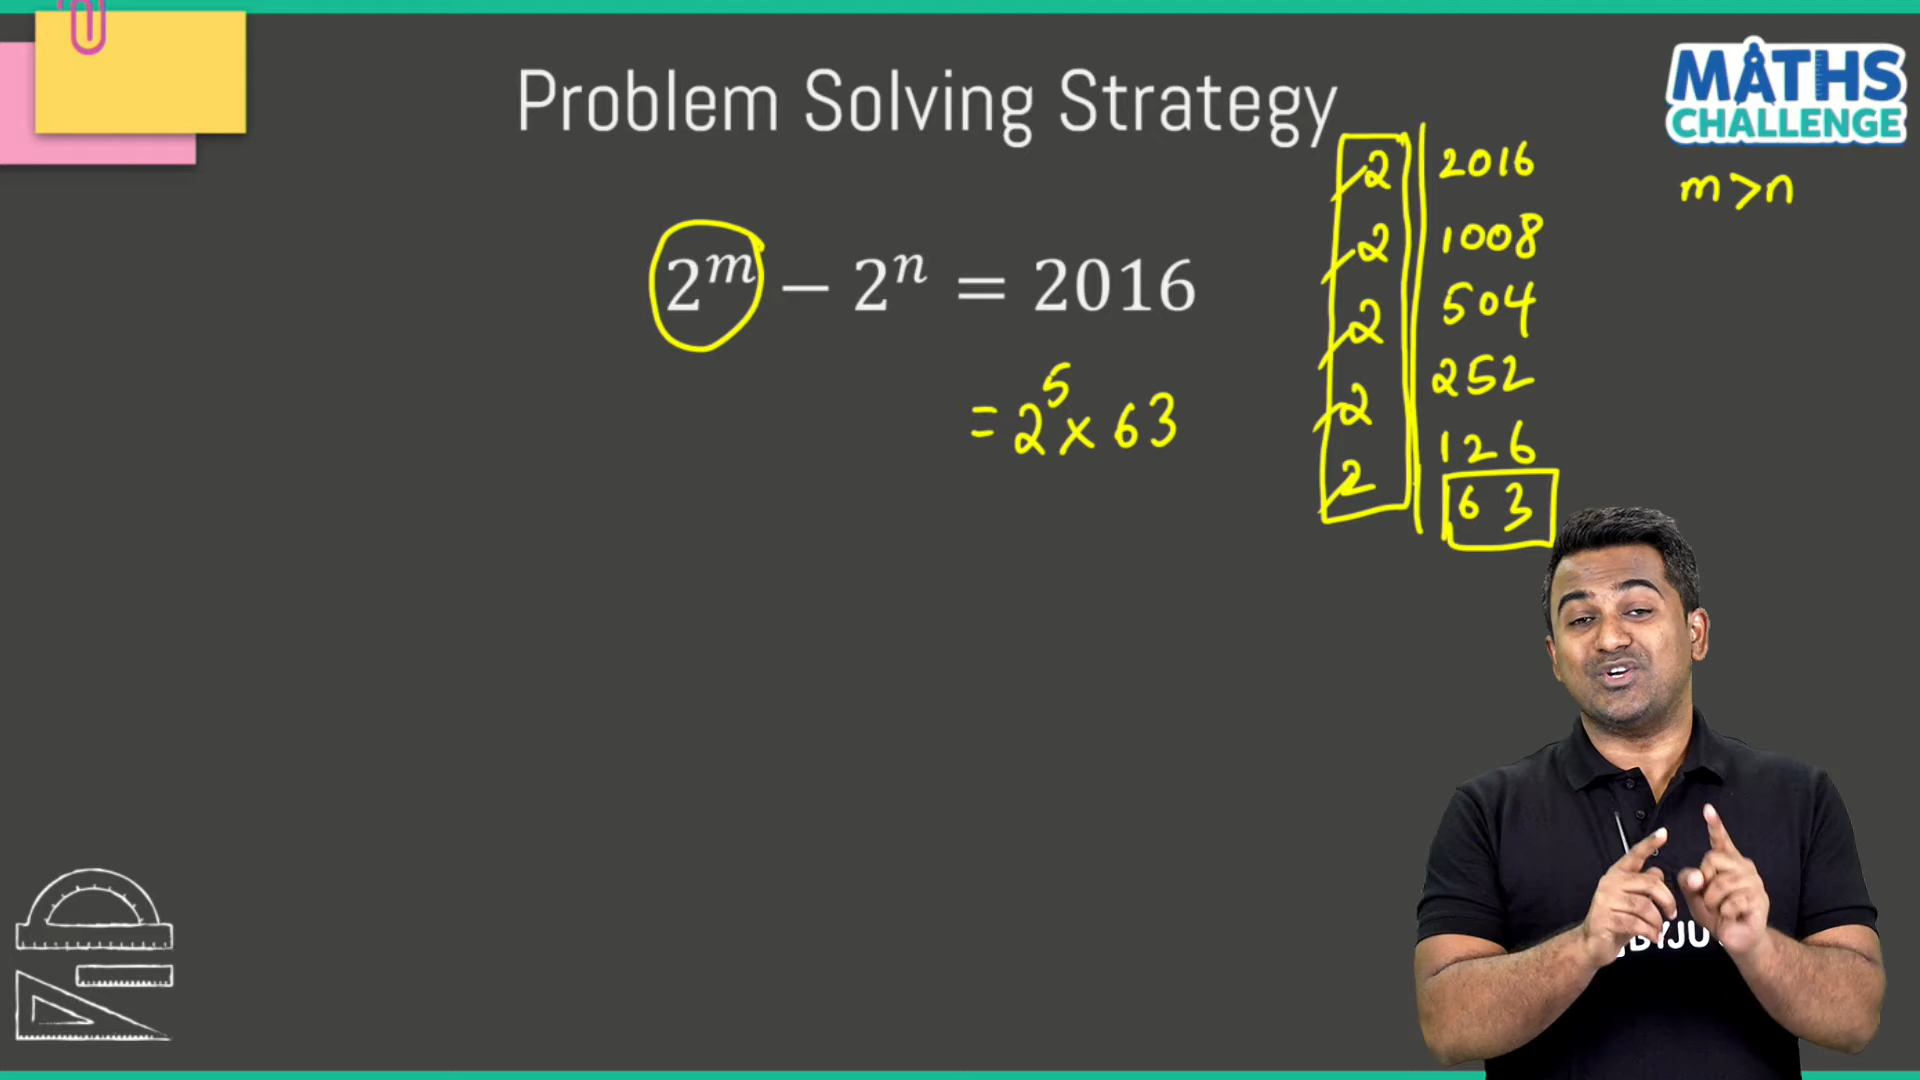 Problem Solving Strategy
MATHS
CHALLENGE
m>n
2^m − 2^n = 2016
= 2^5 × 63
2 | 2016
2 | 1008
2 | 504
2 | 252
2 | 126
63
BYJU